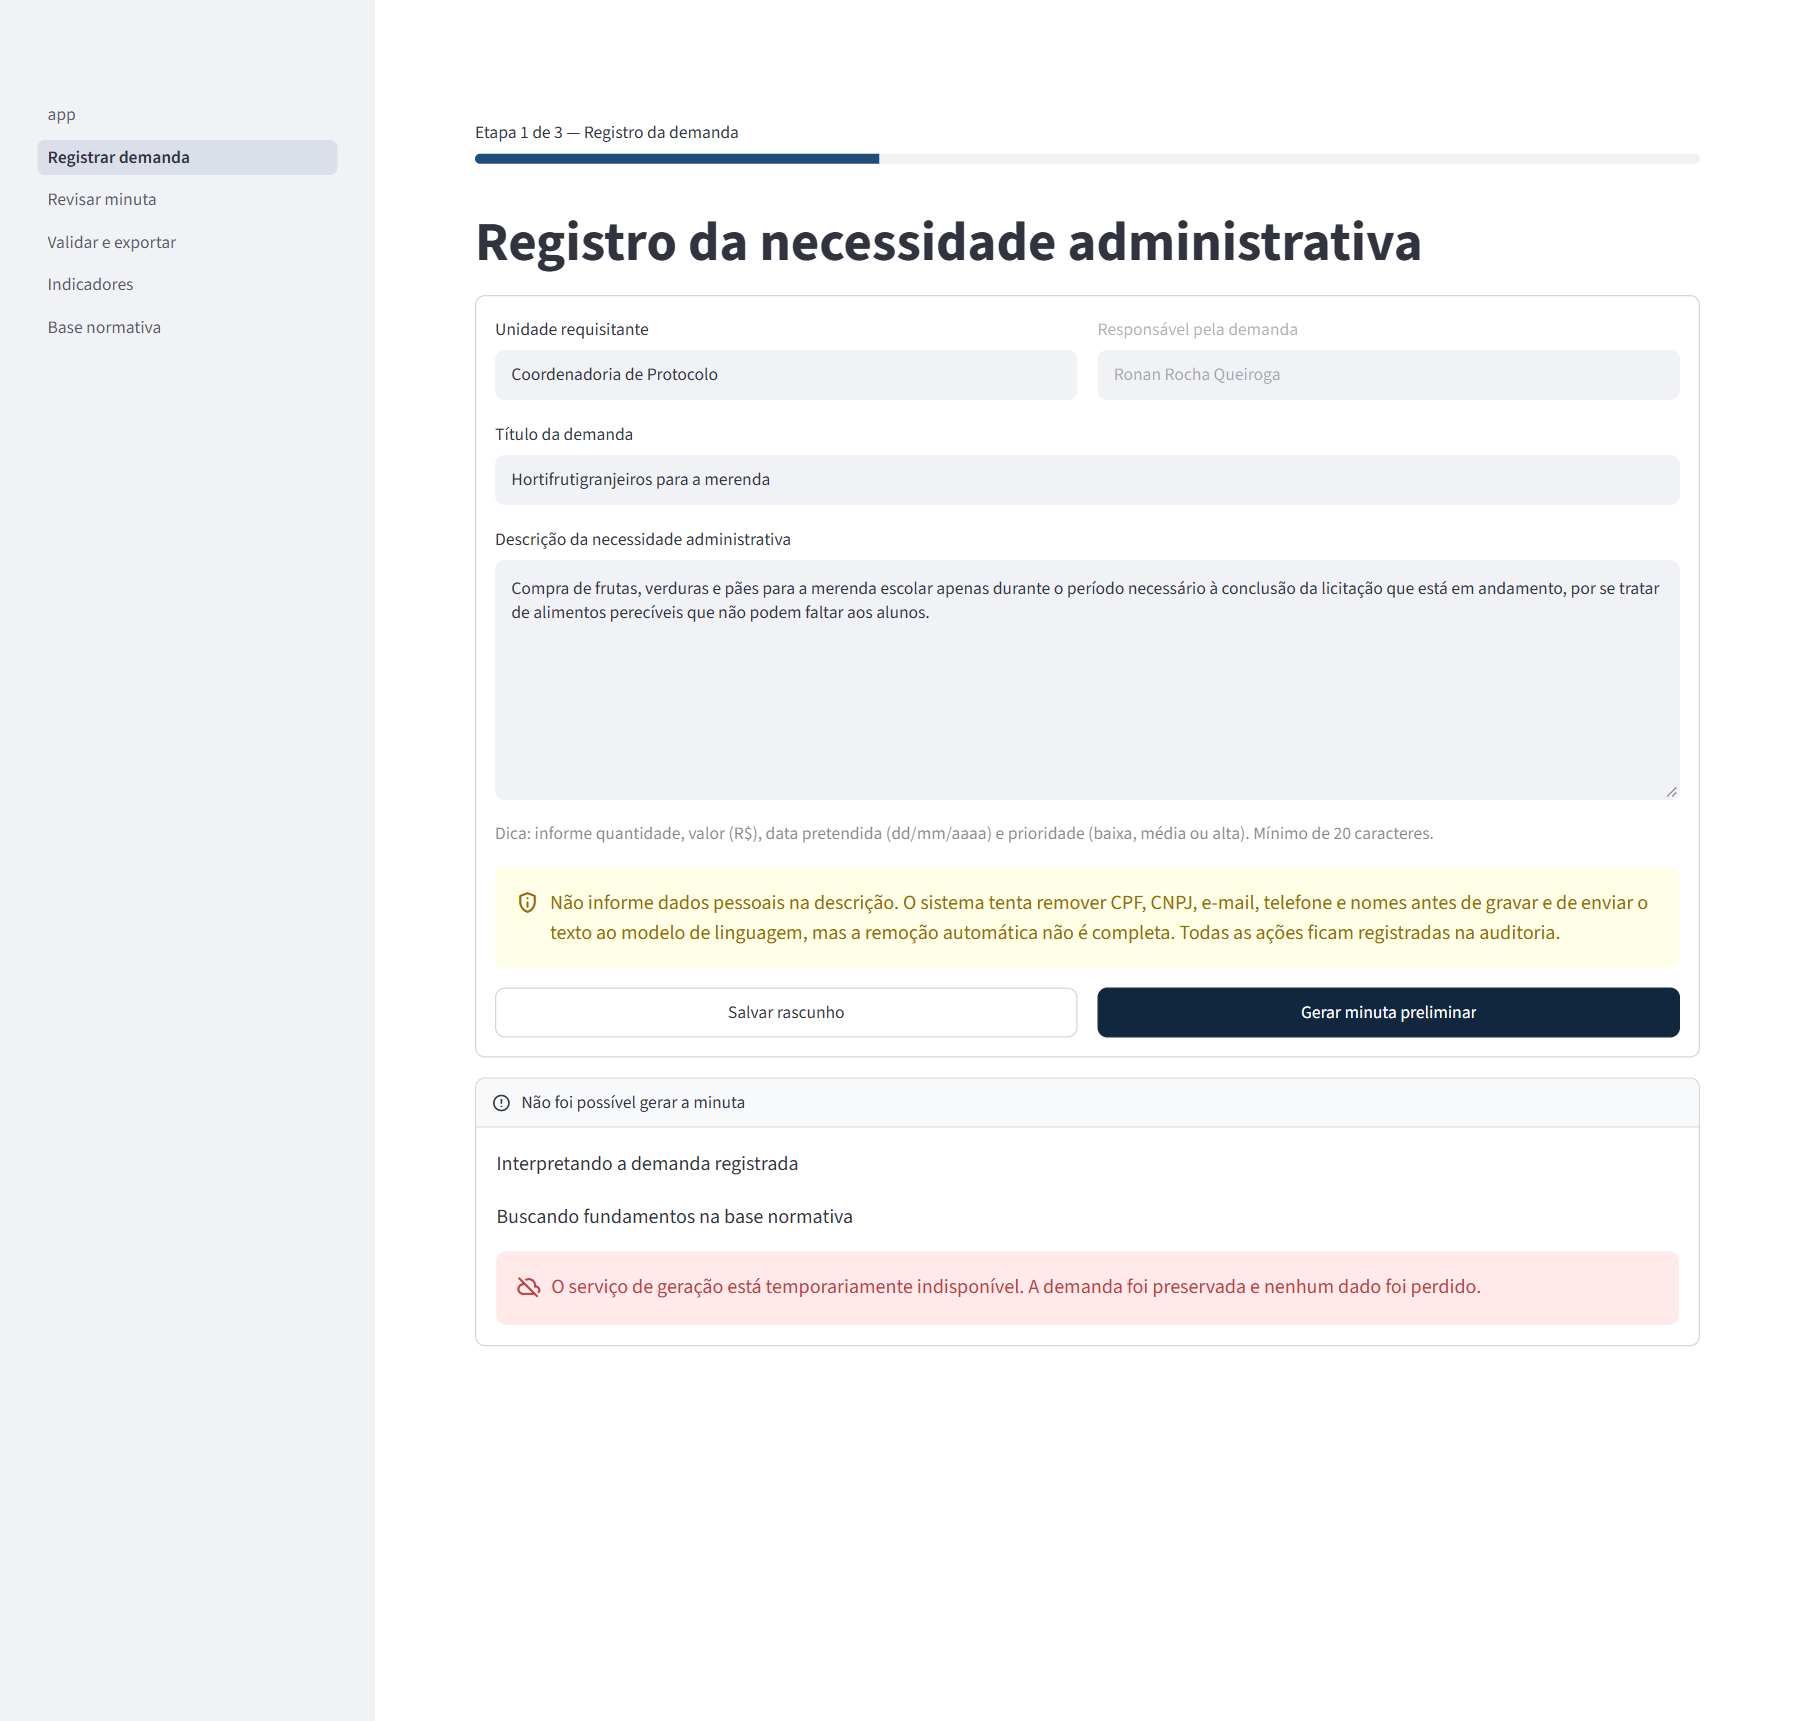 app
Registrar demanda
Revisar minuta
Validar e exportar
Indicadores
Base normativa
Etapa 1 de 3 — Registro da demanda
Registro da necessidade administrativa
Unidade requisitante
Coordenadoria de Protocolo
Responsável pela demanda
Ronan Rocha Queiroga
Título da demanda
Hortifrutigranjeiros para a merenda
Descrição da necessidade administrativa
Compra de frutas, verduras e pães para a merenda escolar apenas durante o período necessário à conclusão da licitação que está em andamento, por se tratar
de alimentos perecíveis que não podem faltar aos alunos.
Dica: informe quantidade, valor (R$), data pretendida (dd/mm/aaaa) e prioridade (baixa, média ou alta). Mínimo de 20 caracteres.
Não informe dados pessoais na descrição. O sistema tenta remover CPF, CNPJ, e-mail, telefone e nomes antes de gravar e de enviar o
texto ao modelo de linguagem, mas a remoção automática não é completa. Todas as ações ficam registradas na auditoria.
Salvar rascunho
Gerar minuta preliminar
Não foi possível gerar a minuta
Interpretando a demanda registrada
Buscando fundamentos na base normativa
O serviço de geração está temporariamente indisponível. A demanda foi preservada e nenhum dado foi perdido.